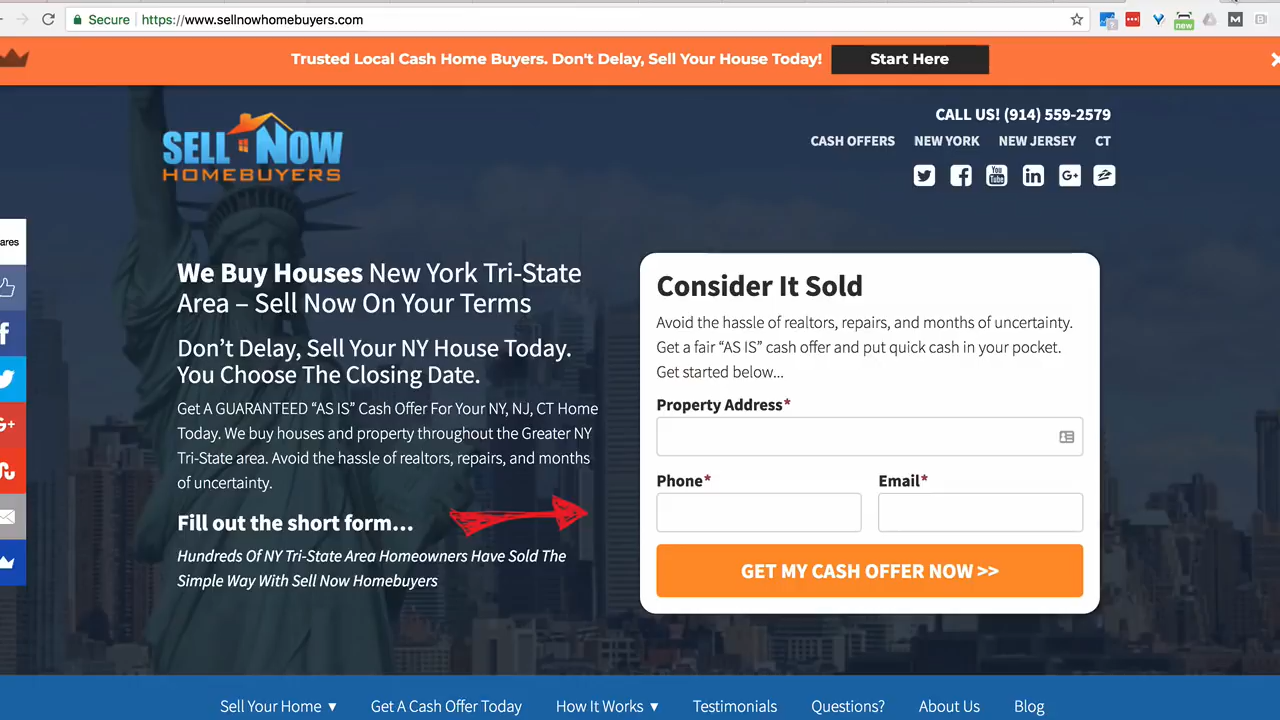 Secure https://www.sellnowhomebuyers.com
new
Trusted Local Cash Home Buyers. Don't Delay, Sell Your House Today! Start Here
CALL US! (914) 559-2579
CASH OFFERS NEW YORK NEW JERSEY CT
SELL NOW
HOMEBUYERS
You Tube in G+
ares
We Buy Houses New York Tri-State
Area – Sell Now On Your Terms
Don’t Delay, Sell Your NY House Today.
You Choose The Closing Date.
Get A GUARANTEED “AS IS” Cash Offer For Your NY, NJ, CT Home
Today. We buy houses and property throughout the Greater NY
Tri-State area. Avoid the hassle of realtors, repairs, and months
of uncertainty.
Fill out the short form...
Hundreds Of NY Tri-State Area Homeowners Have Sold The
Simple Way With Sell Now Homebuyers
Consider It Sold
Avoid the hassle of realtors, repairs, and months of uncertainty.
Get a fair “AS IS” cash offer and put quick cash in your pocket.
Get started below...
Property Address*
Phone* Email*
GET MY CASH OFFER NOW >>
Sell Your Home ▼ Get A Cash Offer Today How It Works ▼ Testimonials Questions? About Us Blog